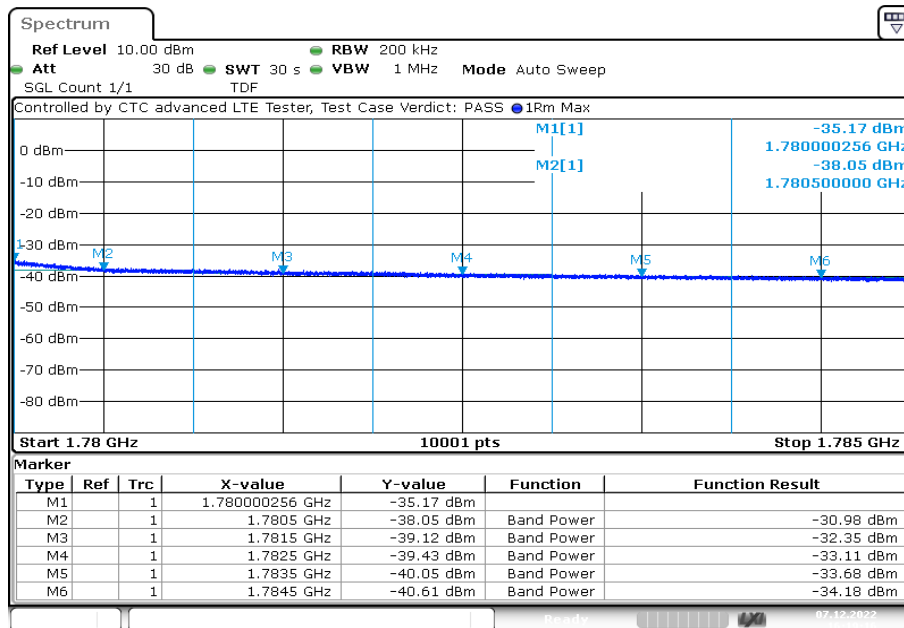 Spectrum
Ref Level 10.00 dBm RBW 200 kHz
Att 30 dB SWT 30 s VBW 1 MHz Mode Auto Sweep
SGL Count 1/1 TDF
Controlled by CTC advanced LTE Tester, Test Case Verdict: PASS 1Rm Max
M1[1] -35.17 dBm
1.780000256 GHz
M2[1] -38.05 dBm
1.780500000 GHz
0 dBm
-10 dBm
-20 dBm
-30 dBm
M2 M3 M4 M5 M6
-40 dBm
-50 dBm
-60 dBm
-70 dBm
-80 dBm
Start 1.78 GHz 10001 pts Stop 1.785 GHz
Marker
Type Ref Trc X-value Y-value Function Function Result
M1 1 1.780000256 GHz -35.17 dBm
M2 1 1.7805 GHz -38.05 dBm Band Power -30.98 dBm
M3 1 1.7815 GHz -39.12 dBm Band Power -32.35 dBm
M4 1 1.7825 GHz -39.43 dBm Band Power -33.11 dBm
M5 1 1.7835 GHz -40.05 dBm Band Power -33.68 dBm
M6 1 1.7845 GHz -40.61 dBm Band Power -34.18 dBm
Ready LXI 07.12.2022